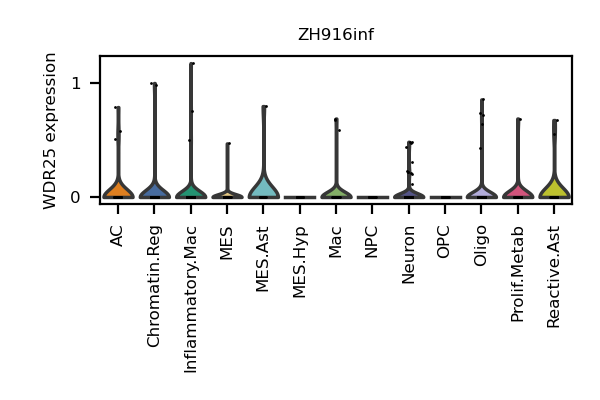 ZH916inf
WDR25 expression
1
0
AC
Chromatin.Reg
Inflammatory.Mac
MES
MES.Ast
MES.Hyp
Mac
NPC
Neuron
OPC
Oligo
Prolif.Metab
Reactive.Ast